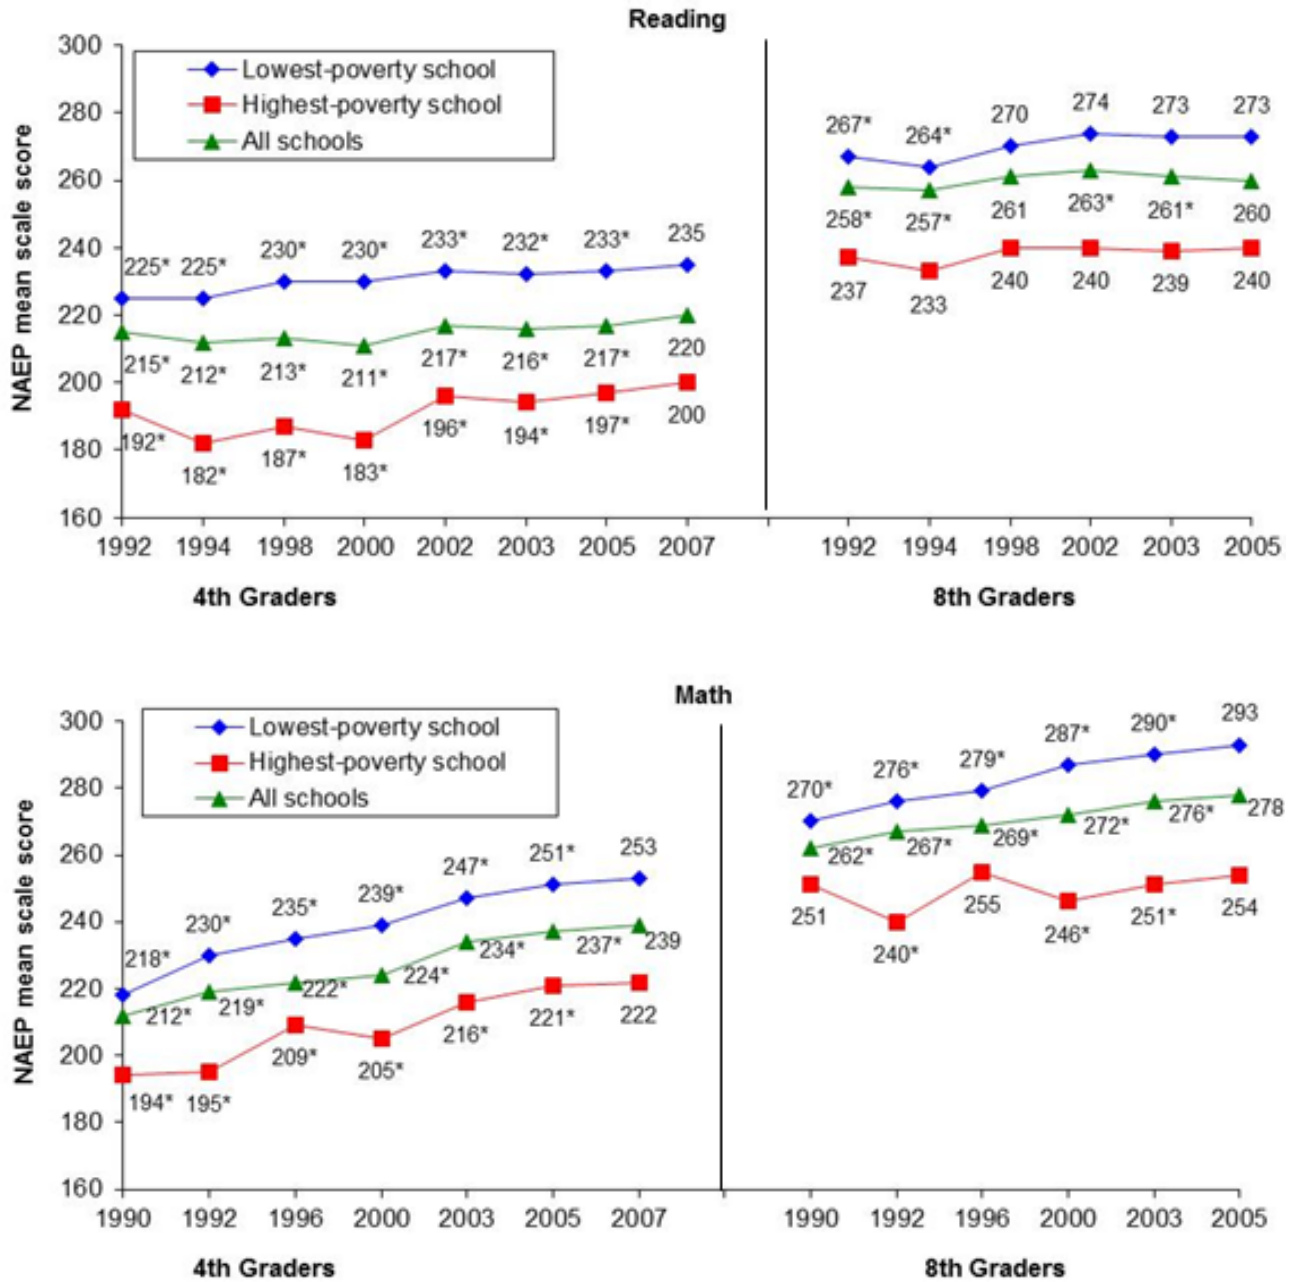 Reading
NAEP mean scale score
300
280
260
240
220
200
180
160
Lowest-poverty school
Highest-poverty school
All schools
225* 225* 230* 230* 233* 232* 233* 235
215* 212* 213* 211* 217* 216* 217* 220
192* 182* 187* 183* 196* 194* 197* 200
267* 264* 270 274 273 273
258* 257* 261 263* 261* 260
237 233 240 240 239 240
1992 1994 1998 2000 2002 2003 2005 2007
1992 1994 1998 2002 2003 2005
4th Graders
8th Graders
Math
NAEP mean scale score
300
280
260
240
220
200
180
160
Lowest-poverty school
Highest-poverty school
All schools
218* 230* 235* 239* 247* 251* 253
212* 219* 222* 224* 234* 237* 239
194* 195* 209* 205* 216* 221* 222
270* 276* 279* 287* 290* 293
262* 267* 269* 272* 276* 278
251 240* 255 246* 251* 254
1990 1992 1996 2000 2003 2005 2007
1990 1992 1996 2000 2003 2005
4th Graders
8th Graders